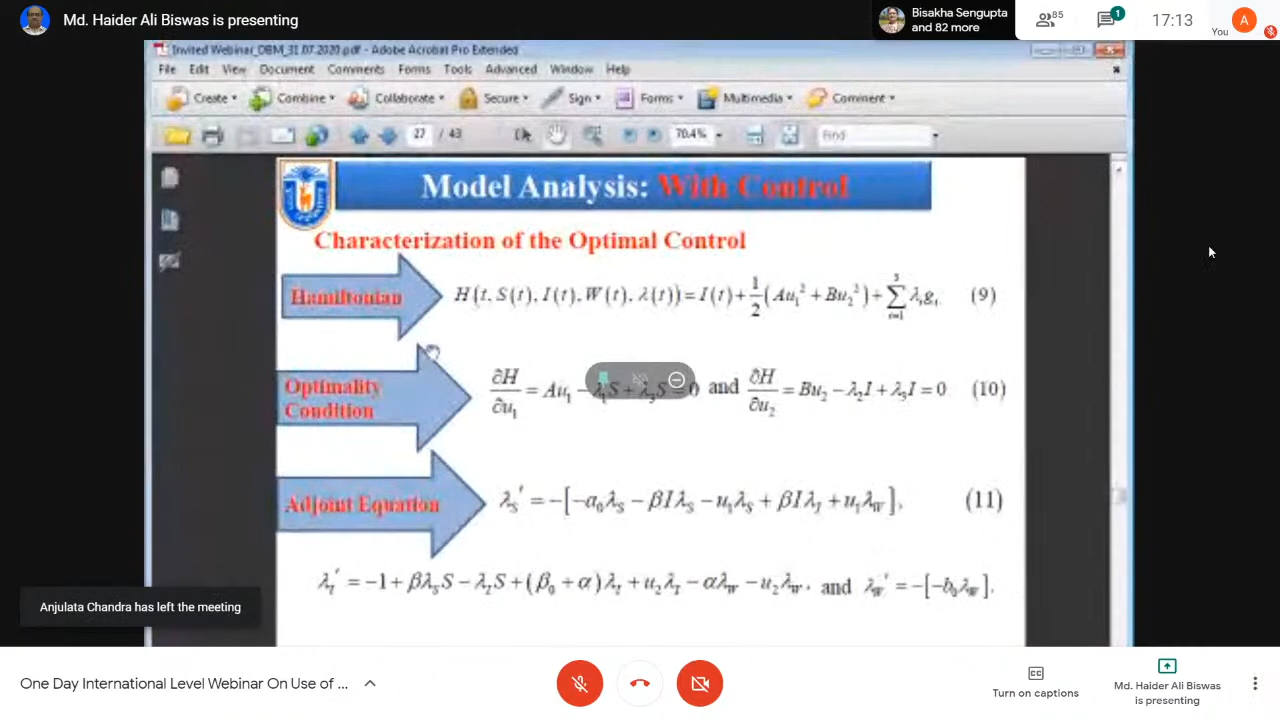 Md. Haider Ali Biswas is presenting
Bisakha Sengupta
and 82 more
85
1
17:13
A
You
Invited Webinar_DBM_31.07.2020.pdf - Adobe Acrobat Pro Extended
File Edit View Document Comments Forms Tools Advanced Window Help
Create Combine Collaborate Secure Sign Forms Multimedia Comment
27 / 43 70.4% Find
Model Analysis: With Control
Characterization of the Optimal Control
Hamiltonian H(t, S(t), I(t), W(t), λ(t)) = I(t) + 1/2 (Au₁² + Bu₂²) + ∑ᵢ₌₁³ λᵢgᵢ (9)
Optimality
Condition
∂H/∂u₁ = Au₁ − λ₁S + λ₃S = 0 and ∂H/∂u₂ = Bu₂ − λ₂I + λ₃I = 0 (10)
Adjoint Equation λ_S′ = −[−a₀λ_S − βIλ_S − u₁λ_S + βIλ_I + u₁λ_W], (11)
λ_I′ = −1 + βλ_S S − λ_I S + (β₀ + α)λ_I + u₂λ_I − αλ_W − u₂λ_W, and λ_W′ = −[−b₀λ_W].
Anjulata Chandra has left the meeting
One Day International Level Webinar On Use of ...
Turn on captions
Md. Haider Ali Biswas
is presenting